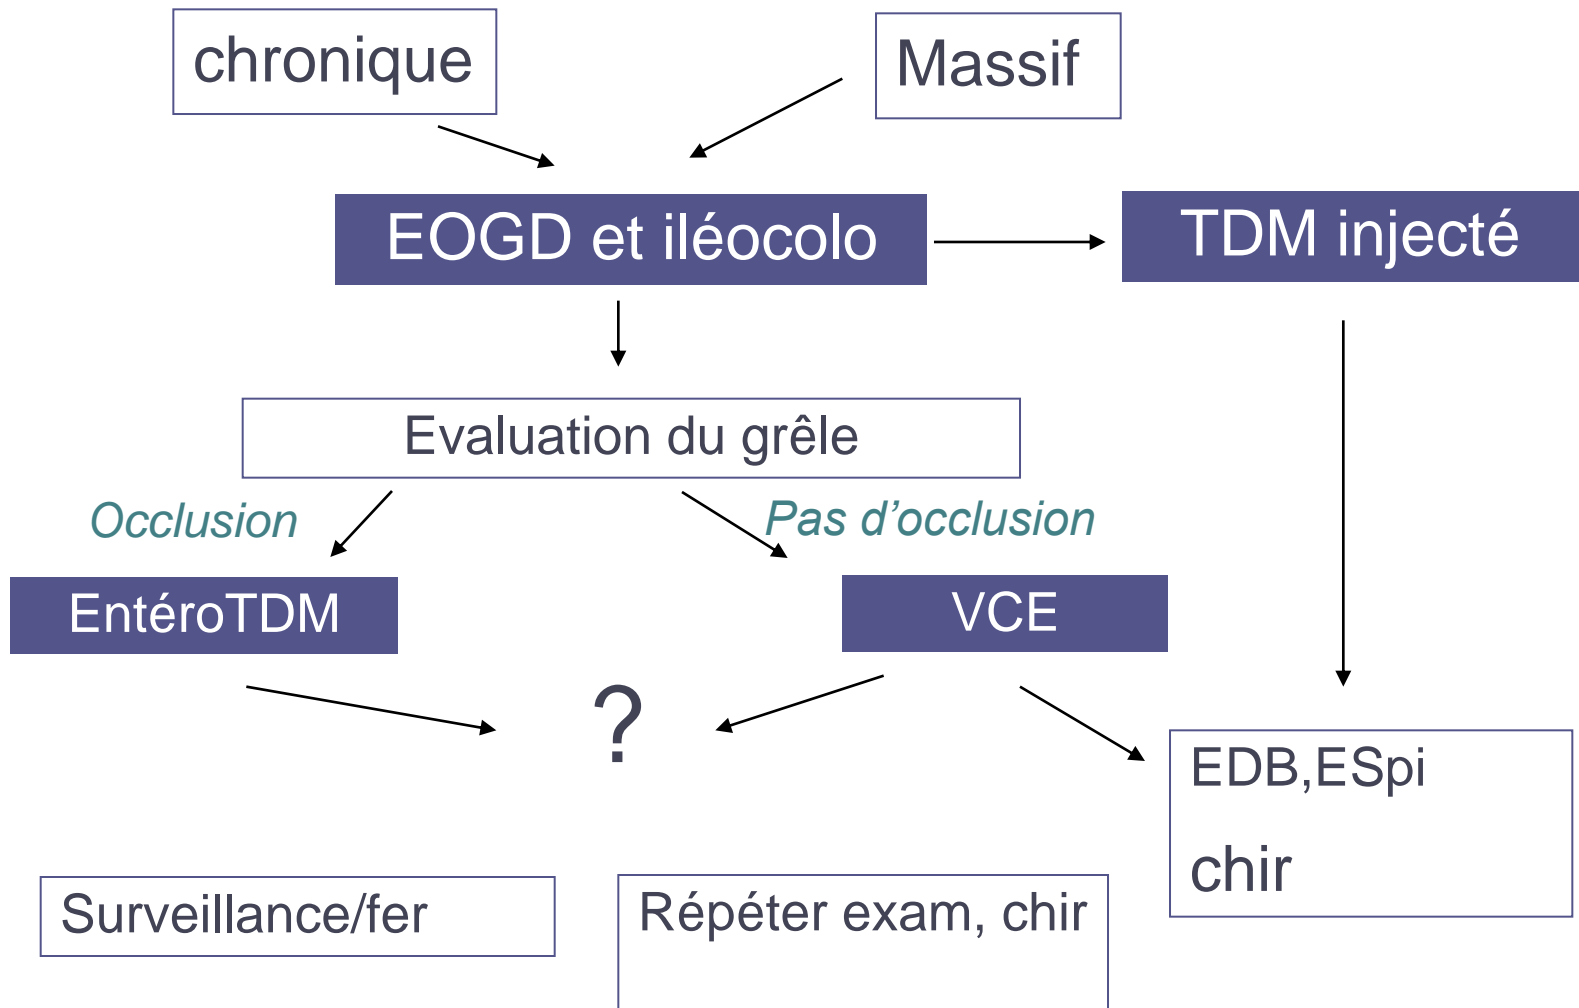 chronique
Massif
EOGD et iléocolo
TDM injecté
Evaluation du grêle
Occlusion
Pas d’occlusion
EntéroTDM
VCE
?
EDB,ESpi
chir
Surveillance/fer
Répéter exam, chir